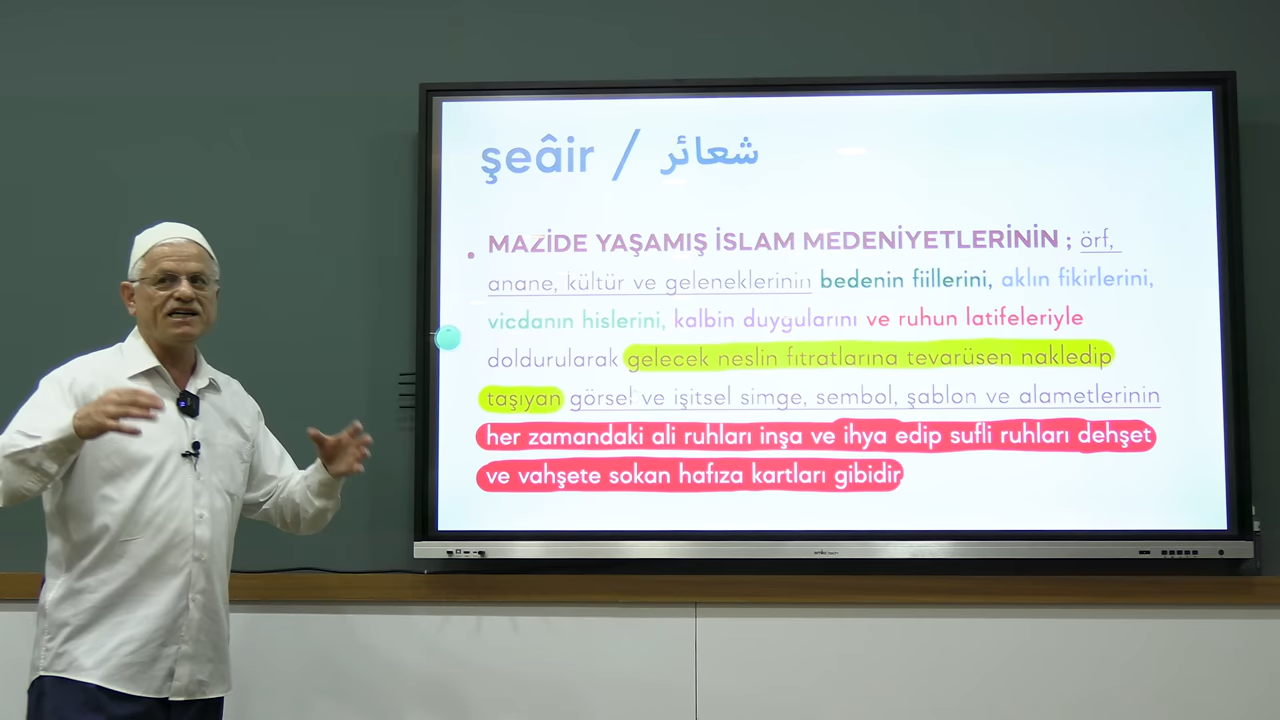 şeâir / شعائر
• MAZİDE YAŞAMIŞ İSLAM MEDENİYETLERİNİN ; örf,
anane, kültür ve geleneklerinin bedenin fiillerini, aklın fikirlerini,
vicdanın hislerini, kalbin duygularını ve ruhun latifeleriyle
doldurularak gelecek neslin fıtratlarına tevarüsen nakledip
taşıyan görsel ve işitsel simge, sembol, şablon ve alametlerinin
her zamandaki ali ruhları inşa ve ihya edip sufli ruhları dehşet
ve vahşete sokan hafıza kartları gibidir